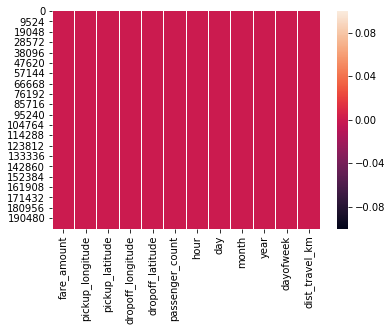 0
9524
19048
28572
38096
47620
57144
66668
76192
85716
95240
104764
114288
123812
133336
142860
152384
161908
171432
180956
190480
fare_amount
pickup_longitude
pickup_latitude
dropoff_longitude
dropoff_latitude
passenger_count
hour
day
month
year
dayofweek
dist_travel_km
0.08
0.04
0.00
−0.04
−0.08